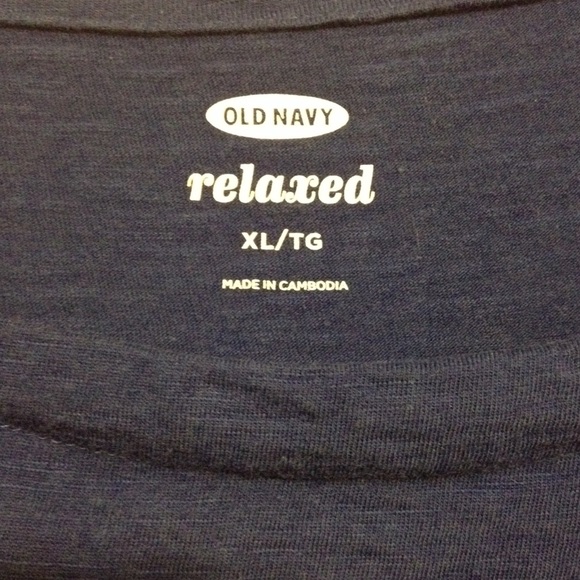 OLD NAVY
relaxed
XL/TG
MADE IN CAMBODIA